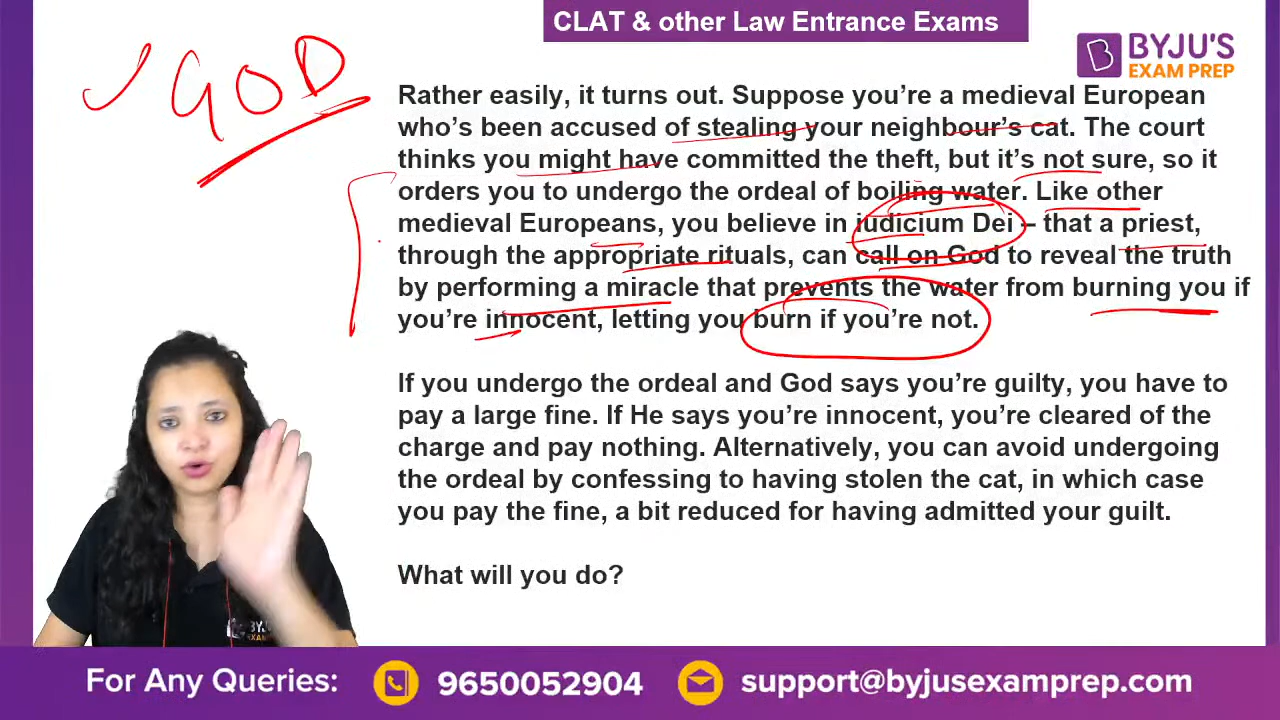 CLAT & other Law Entrance Exams
BYJU'S
EXAM PREP
GOD
Rather easily, it turns out. Suppose you’re a medieval European
who’s been accused of stealing your neighbour’s cat. The court
thinks you might have committed the theft, but it’s not sure, so it
orders you to undergo the ordeal of boiling water. Like other
medieval Europeans, you believe in iudicium Dei – that a priest,
through the appropriate rituals, can call on God to reveal the truth
by performing a miracle that prevents the water from burning you if
you’re innocent, letting you burn if you’re not.
If you undergo the ordeal and God says you’re guilty, you have to
pay a large fine. If He says you’re innocent, you’re cleared of the
charge and pay nothing. Alternatively, you can avoid undergoing
the ordeal by confessing to having stolen the cat, in which case
you pay the fine, a bit reduced for having admitted your guilt.
What will you do?
For Any Queries: 9650052904 support@byjusexamprep.com